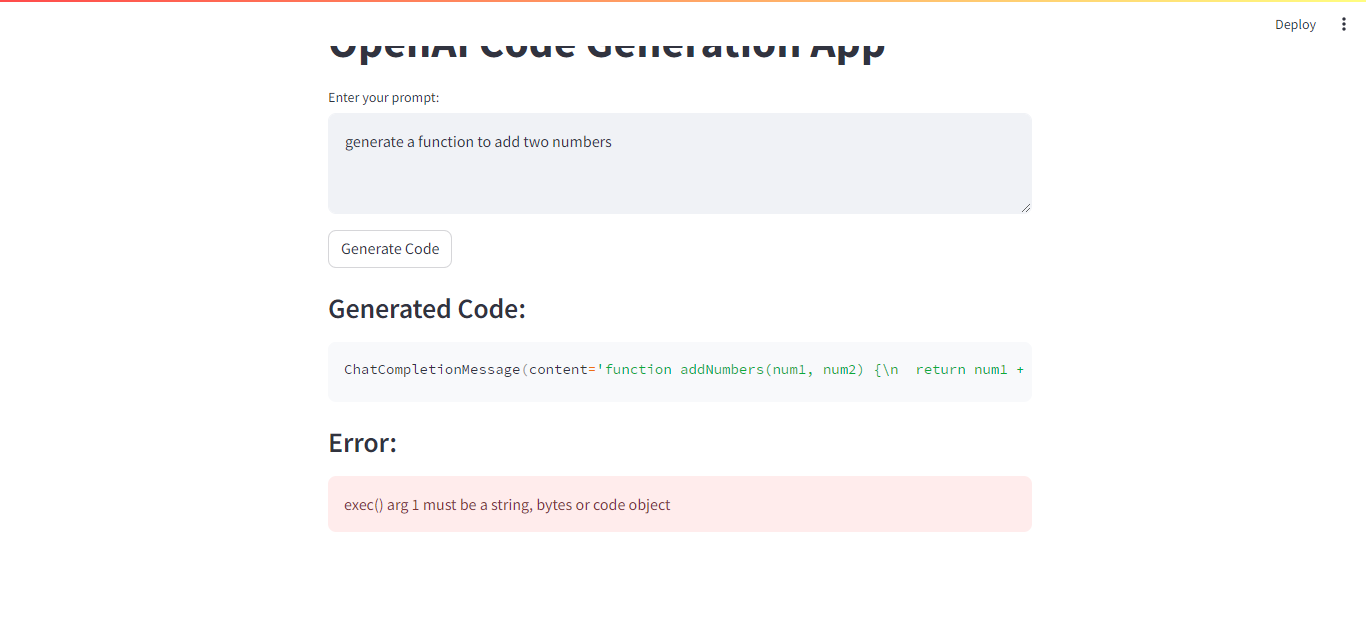 Deploy
OpenAI Code Generation App
Enter your prompt:
generate a function to add two numbers
Generate Code
Generated Code:
ChatCompletionMessage(content='function addNumbers(num1, num2) {\n  return num1 +
Error:
exec() arg 1 must be a string, bytes or code object